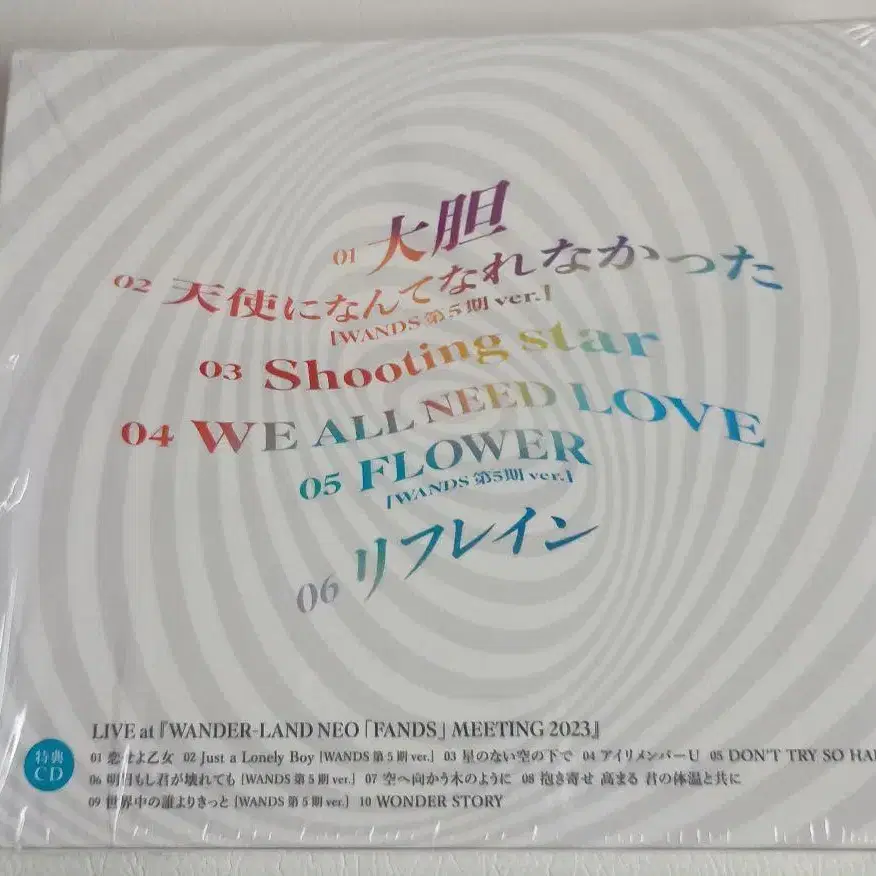 01 大胆
02 天使になんてなれなかった
[WANDS 第5期 ver.]
03 Shooting star
04 WE ALL NEED LOVE
05 FLOWER
[WANDS 第5期 ver.]
06 リフレイン
LIVE at『WANDER-LAND NEO「FANDS」MEETING 2023』
特典
CD
01 恋せよ乙女 02 Just a Lonely Boy [WANDS 第5期 ver.] 03 星のない空の下で 04 アイリメンバーU 05 DON'T TRY SO HA
06 明日もし君が壊れても [WANDS 第5期 ver.] 07 空へ向かう木のように 08 抱き寄せ 高まる 君の体温と共に
09 世界中の誰よりきっと [WANDS 第5期 ver.] 10 WONDER STORY